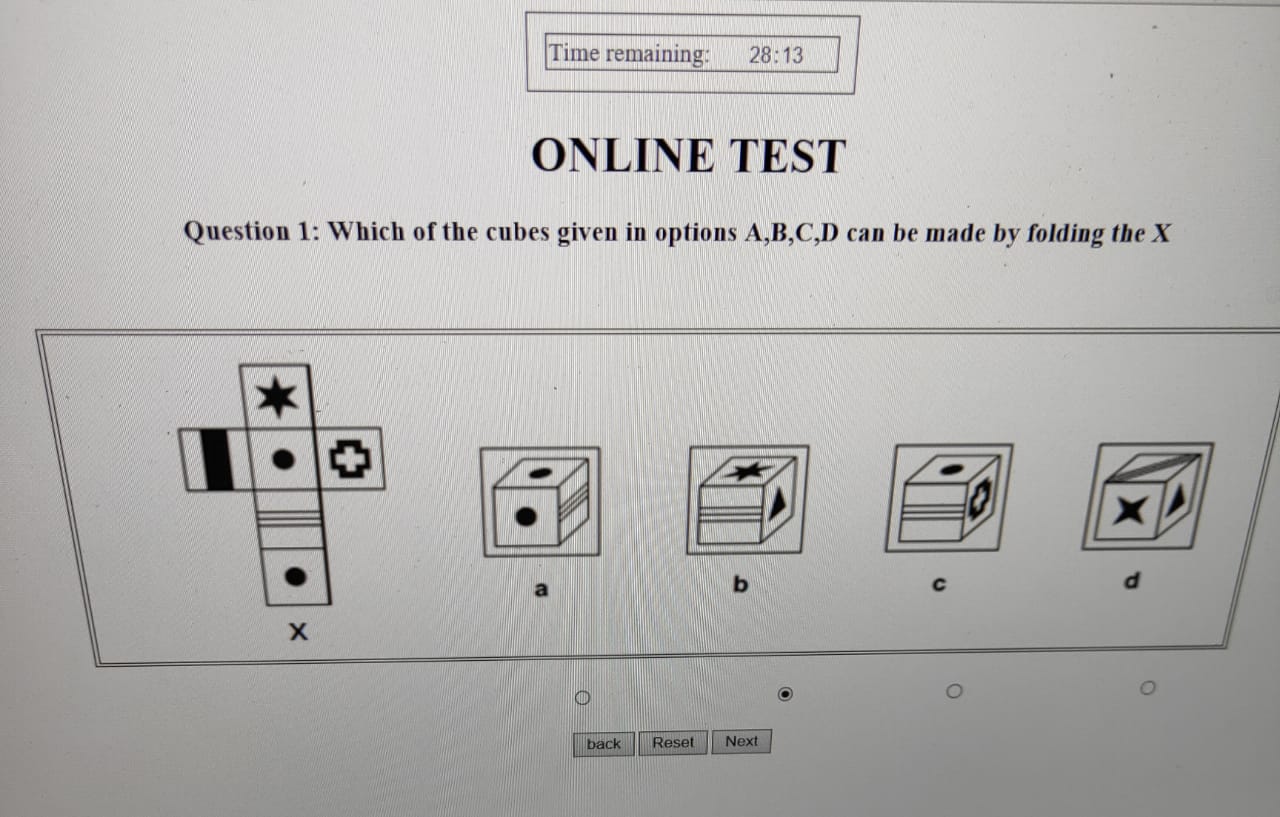 Time remaining: 28:13
ONLINE TEST
Question 1: Which of the cubes given in options A,B,C,D can be made by folding the X
a
b
c
d
X
back Reset Next